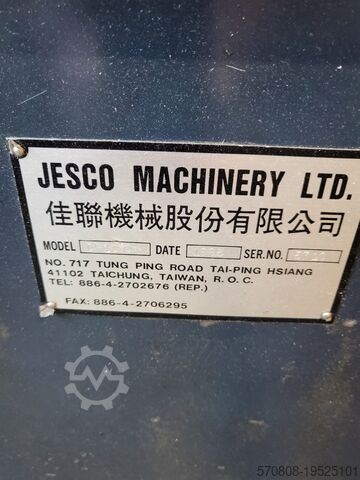 JESCO MACHINERY LTD.
佳聯機械股份有限公司
MODEL DATE SER.NO.
NO. 717 TUNG PING ROAD TAI-PING HSIANG
41102 TAICHUNG, TAIWAN, R. O. C.
TEL: 886-4-2702676 (REP.)
FAX: 886-4-2706295
570808-19525101